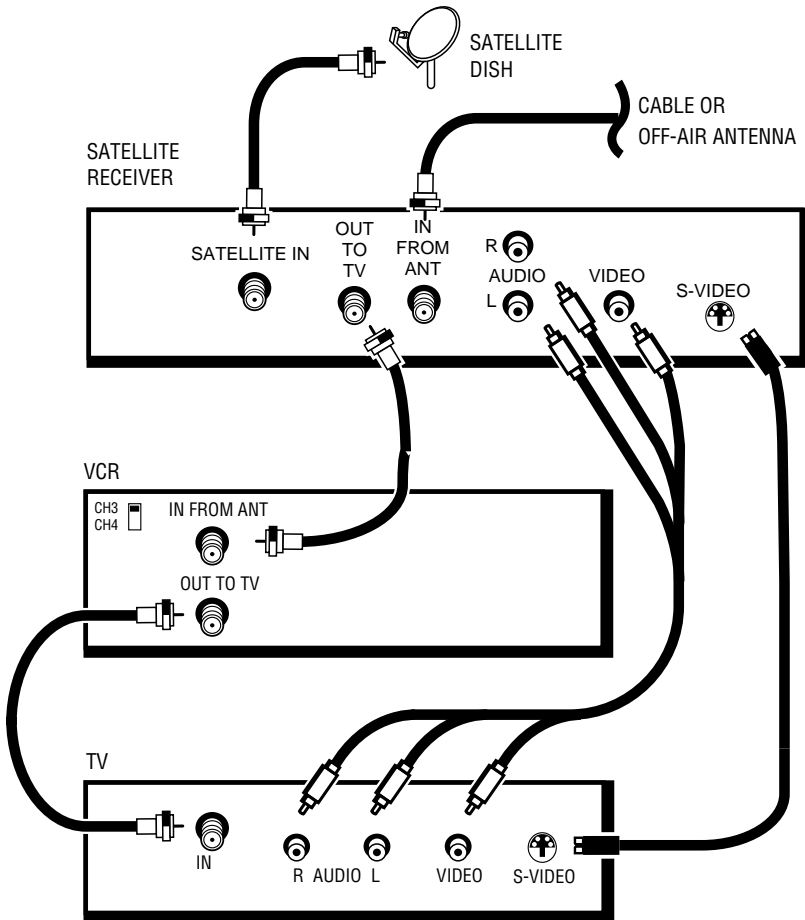 SATELLITE
DISH
CABLE OR
OFF-AIR ANTENNA
SATELLITE
RECEIVER
SATELLITE IN
OUT
TO
TV
IN
FROM
ANT
R
AUDIO
L
VIDEO
S-VIDEO
VCR
CH3
CH4
IN FROM ANT
OUT TO TV
TV
IN
R AUDIO L
VIDEO
S-VIDEO